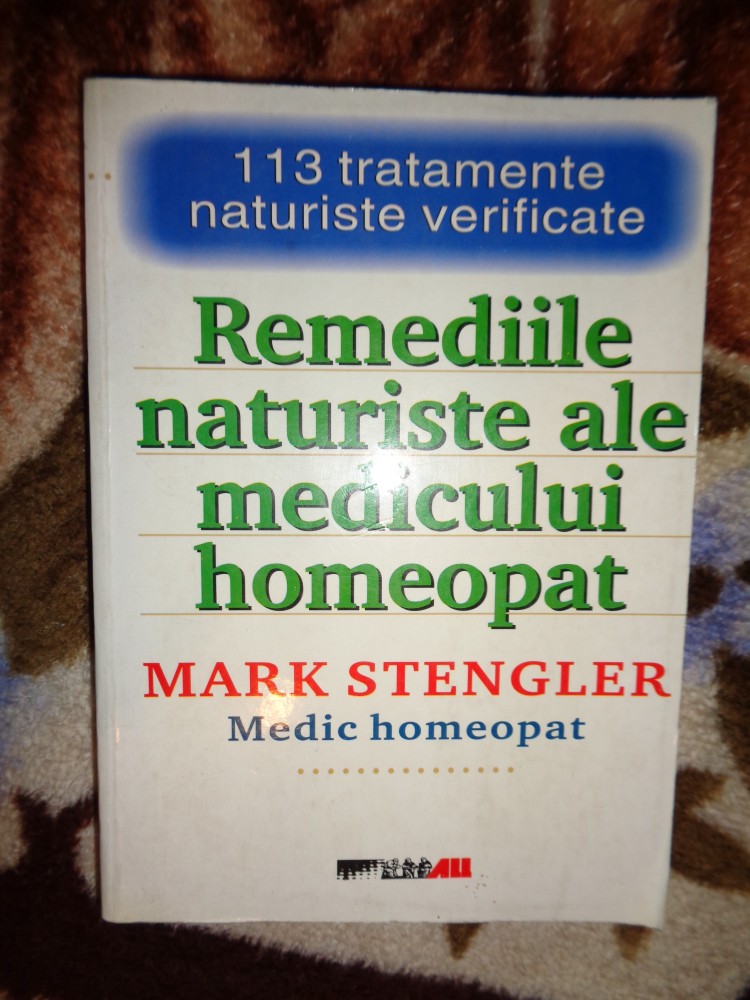 113 tratamente
naturiste verificate
Remediile
naturiste ale
medicului
homeopat
MARK STENGLER
Medic homeopat
ALL